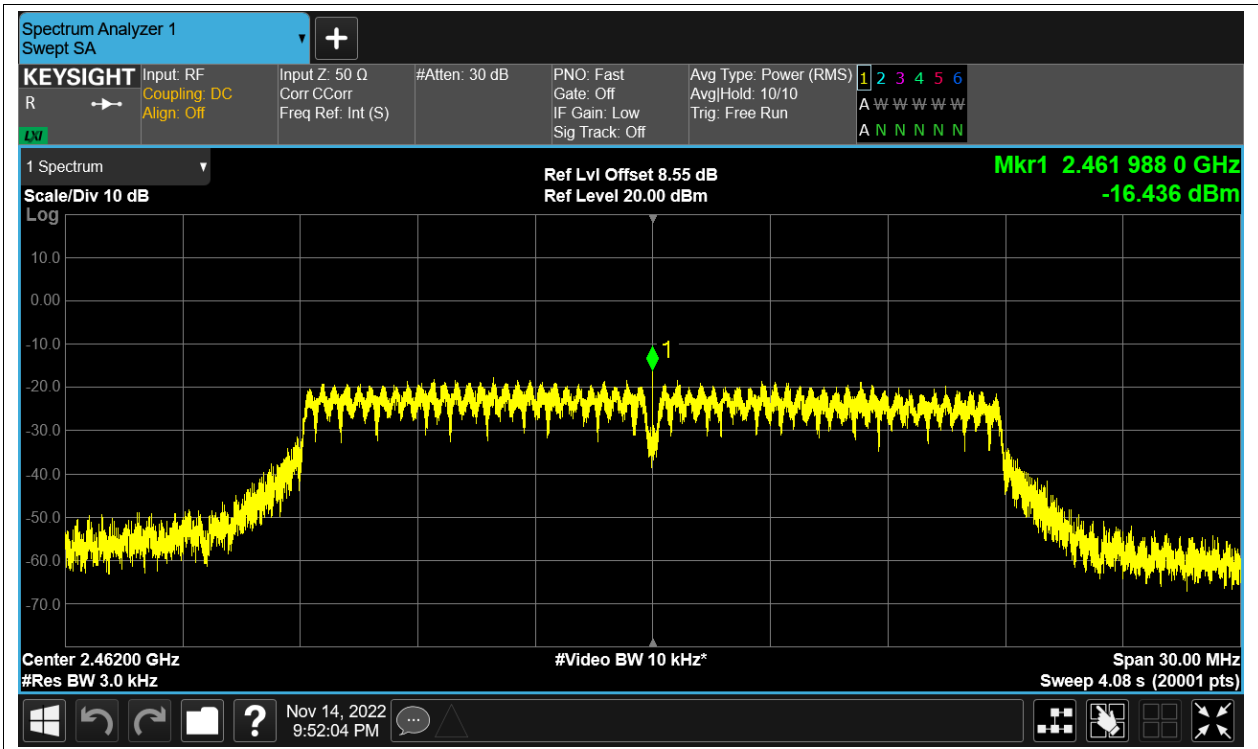 Spectrum Analyzer 1
Swept SA
KEYSIGHT
R
LXI
Input: RF
Coupling: DC
Align: Off
Input Z: 50 Ω
Corr CCorr
Freq Ref: Int (S)
#Atten: 30 dB
PNO: Fast
Gate: Off
IF Gain: Low
Sig Track: Off
Avg Type: Power (RMS)
Avg|Hold: 10/10
Trig: Free Run
1 2 3 4 5 6
A W W W W W
A N N N N N
1 Spectrum
Scale/Div 10 dB
Log
Ref Lvl Offset 8.55 dB
Ref Level 20.00 dBm
Mkr1 2.461 988 0 GHz
-16.436 dBm
10.0
0.00
-10.0
1
-20.0
-30.0
-40.0
-50.0
-60.0
-70.0
Center 2.46200 GHz
#Res BW 3.0 kHz
#Video BW 10 kHz*
Span 30.00 MHz
Sweep 4.08 s (20001 pts)
?
Nov 14, 2022
9:52:04 PM